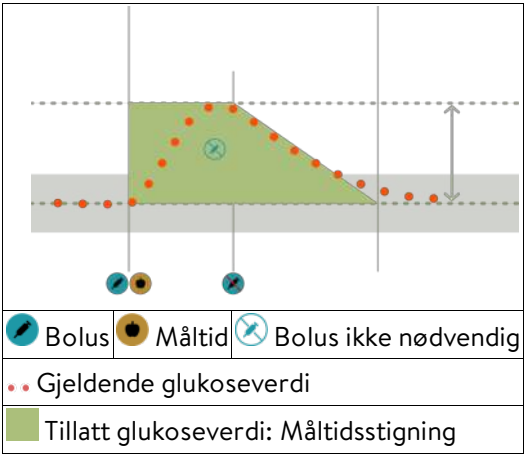 Bolus Måltid Bolus ikke nødvendig
Gjeldende glukoseverdi
Tillatt glukoseverdi: Måltidsstigning